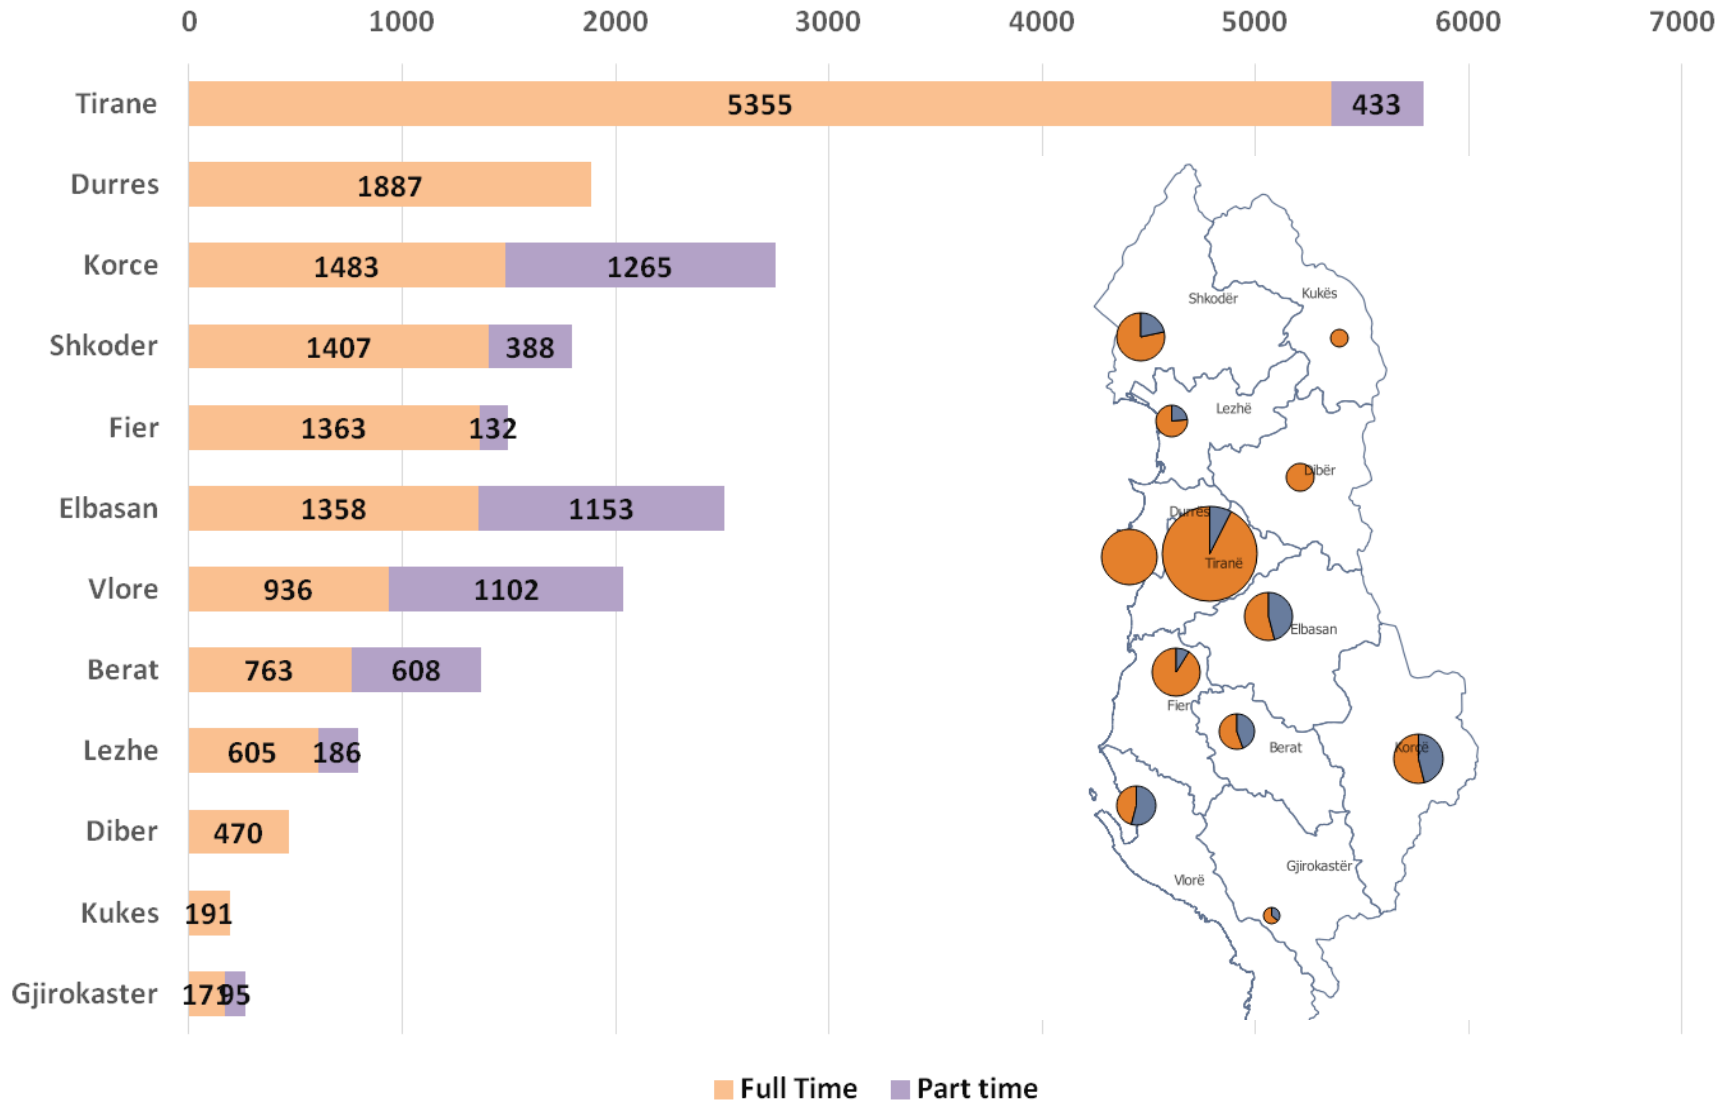 0 1000 2000 3000 4000 5000 6000 7000
Tirane 5355 433
Durres 1887
Korce 1483 1265
Shkoder 1407 388
Fier 1363 132
Elbasan 1358 1153
Vlore 936 1102
Berat 763 608
Lezhe 605 186
Diber 470
Kukes 191
Gjirokaster 171 95
Shkodër
Kukës
Lezhë
Dibër
Durrës
Tiranë
Elbasan
Fier
Berat
Korçë
Gjirokastër
Vlorë
Full Time Part time